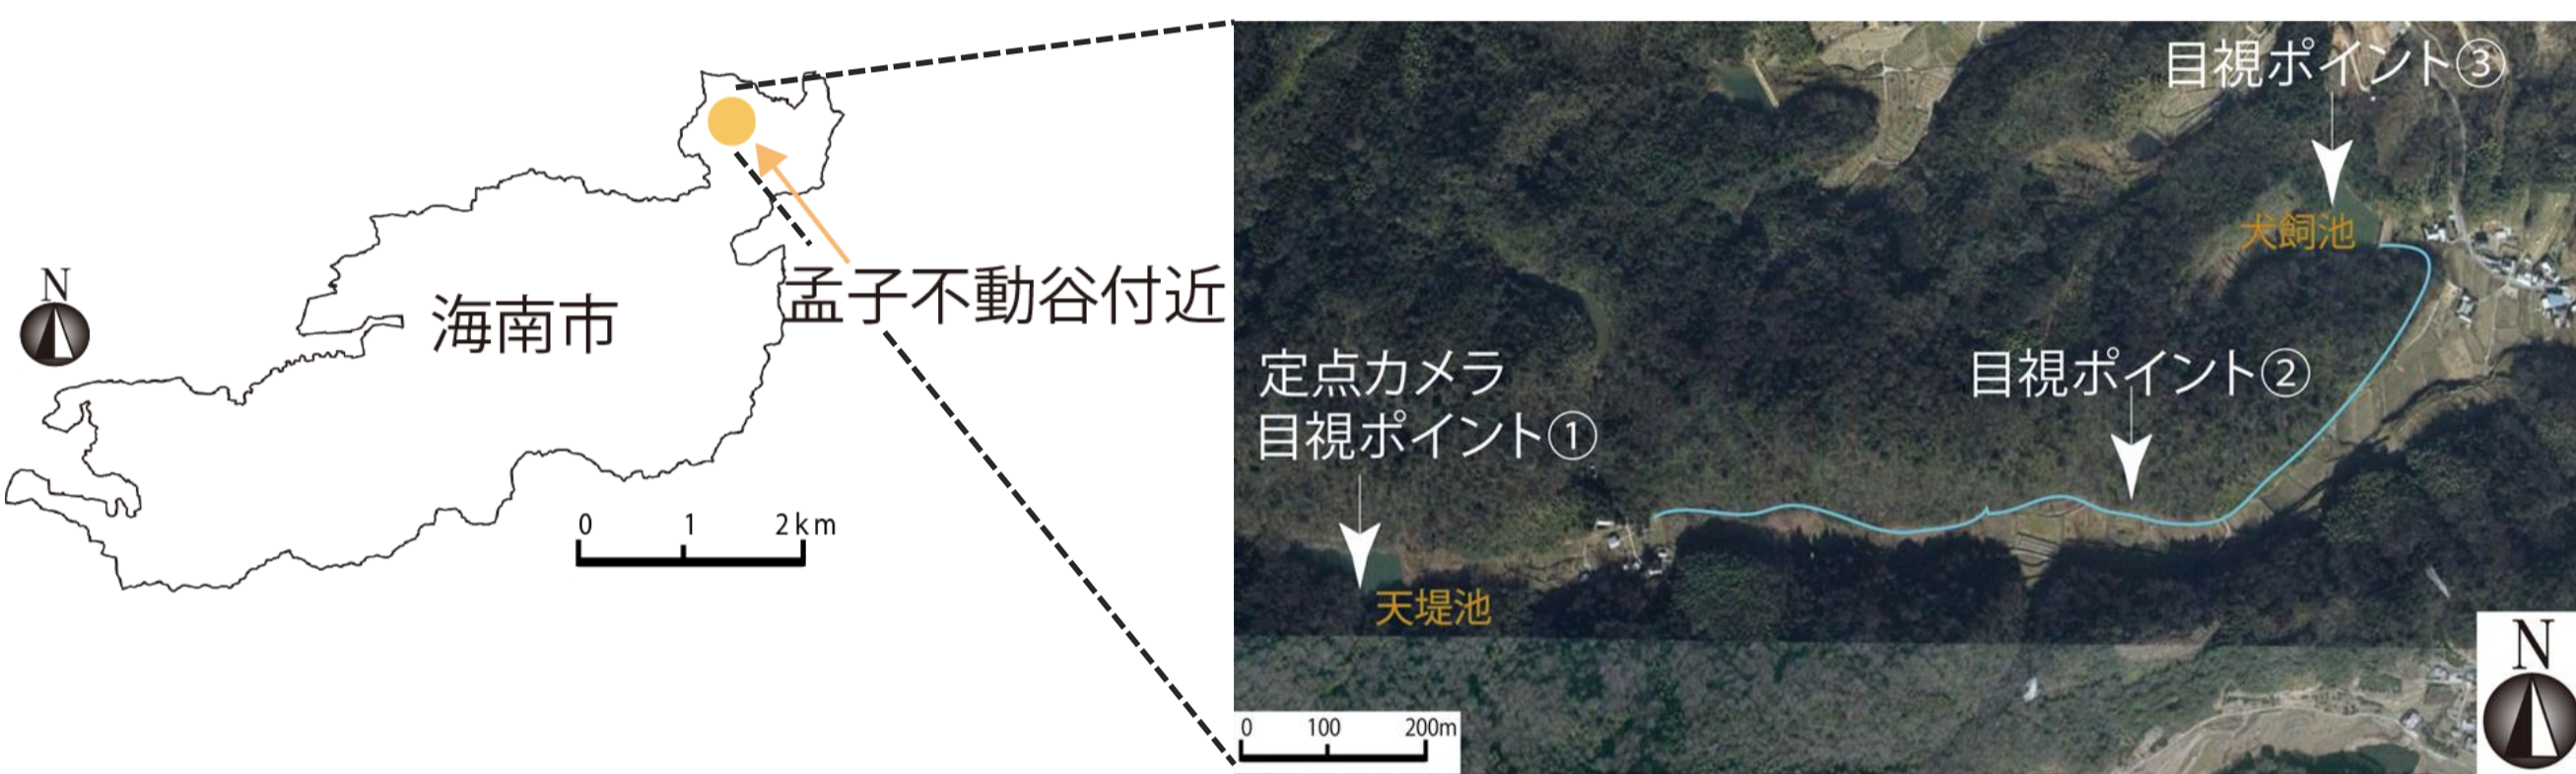 N
海南市
孟子不動谷付近
0 1 2km
目視ポイント③
犬飼池
定点カメラ
目視ポイント①
目視ポイント②
天堤池
0 100 200m
N